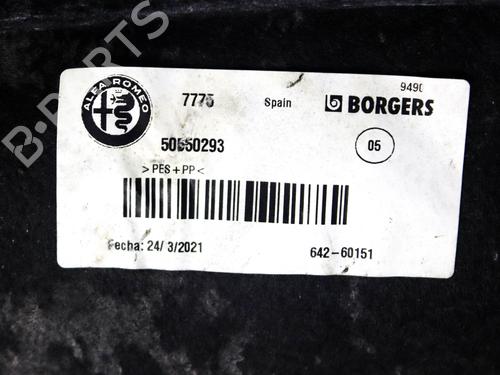 B-PARTS
ALFA ROMEO
7775
Spain
9490
BORGERS
50550293
05
>PES+PP<
Fecha: 24/ 3/2021
642-60151